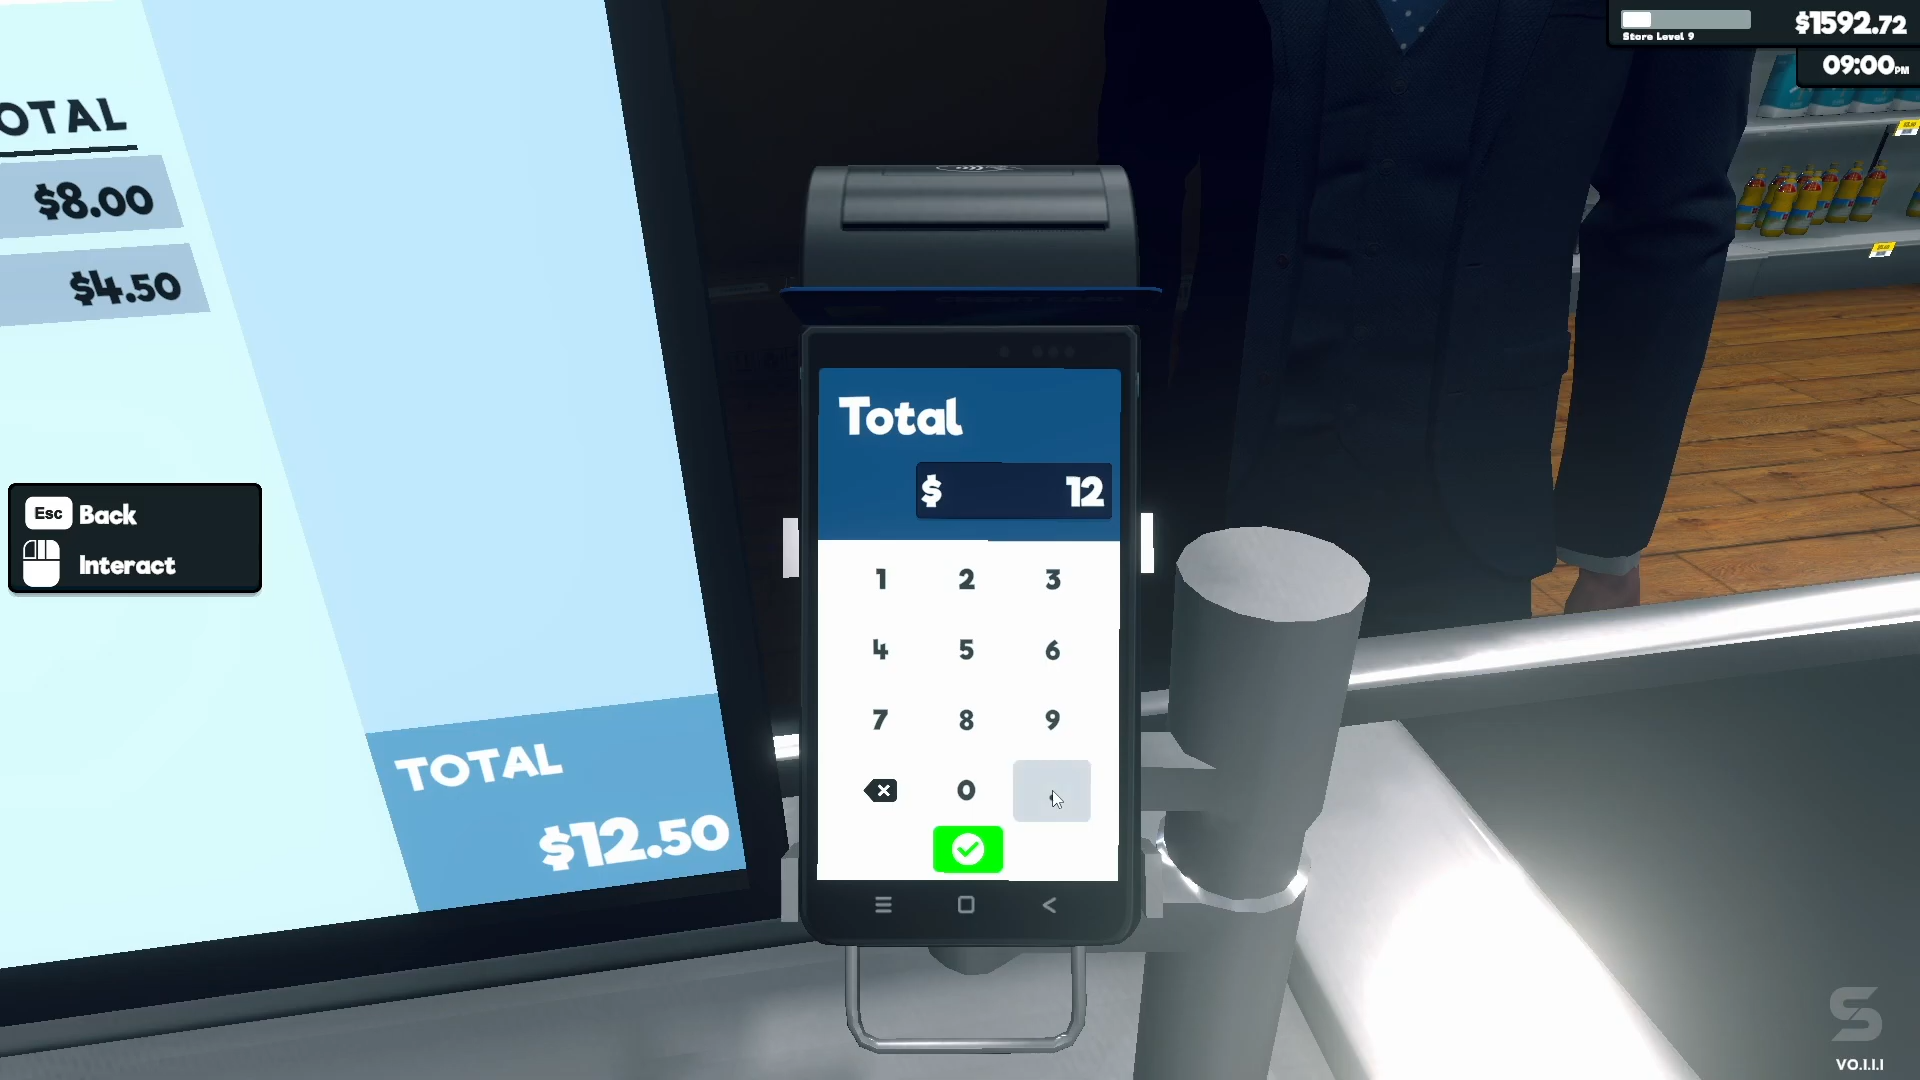 $1592.72
Store Level 9
09:00PM
OTAL
$8.00
$4.50
Esc Back
Interact
TOTAL
$12.50
Total
$ 12
1 2 3
4 5 6
7 8 9
0 .
V0.1.1.1